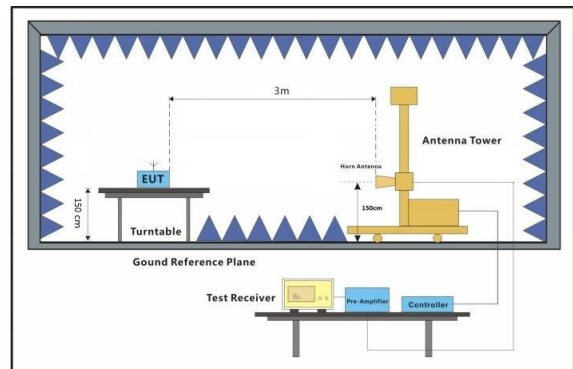 3m
Antenna Tower
Horn Antenna
EUT
150 cm
150cm
Turntable
Gound Reference Plane
Test Receiver
Pre-Amplifier
Controller